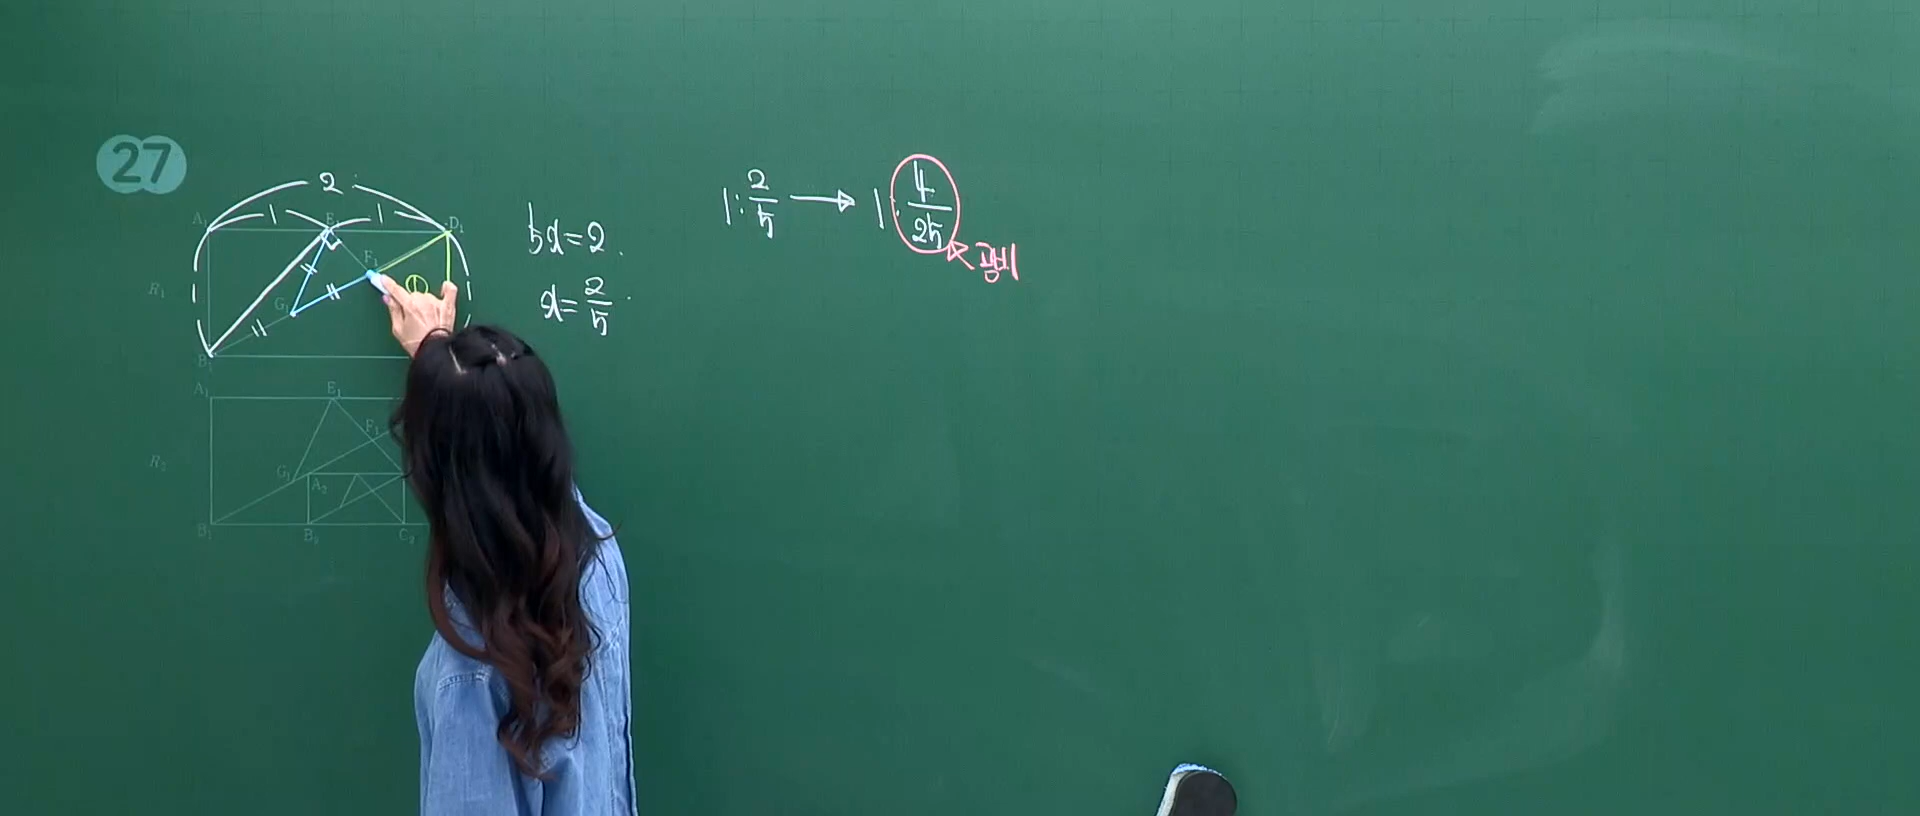 27
2
1 1
A₁ E₁ D₁
F₁
R₁
G₁
B₁
5x=2
x=2/5
1:2/5 → 1:4/25
공비
A₁ E₁
F₁
R₂
G₁
A₂
B₁ B₂ C₂